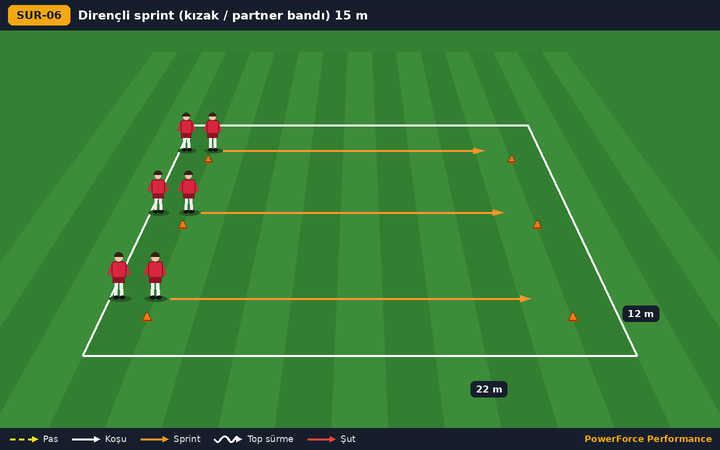 SUR-06 Dirençli sprint (kızak / partner bandı) 15 m
12 m
22 m
Pas Koşu Sprint Top sürme Şut PowerForce Performance